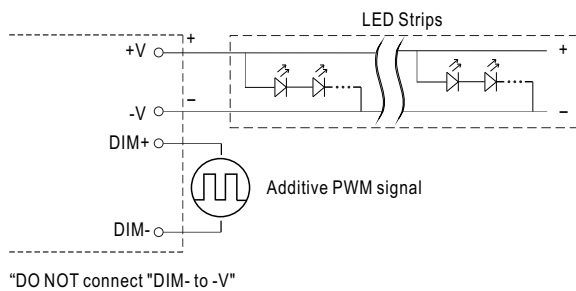 LED Strips
+V + +
-V - -
DIM+
Additive PWM signal
DIM-
“DO NOT connect "DIM- to -V"